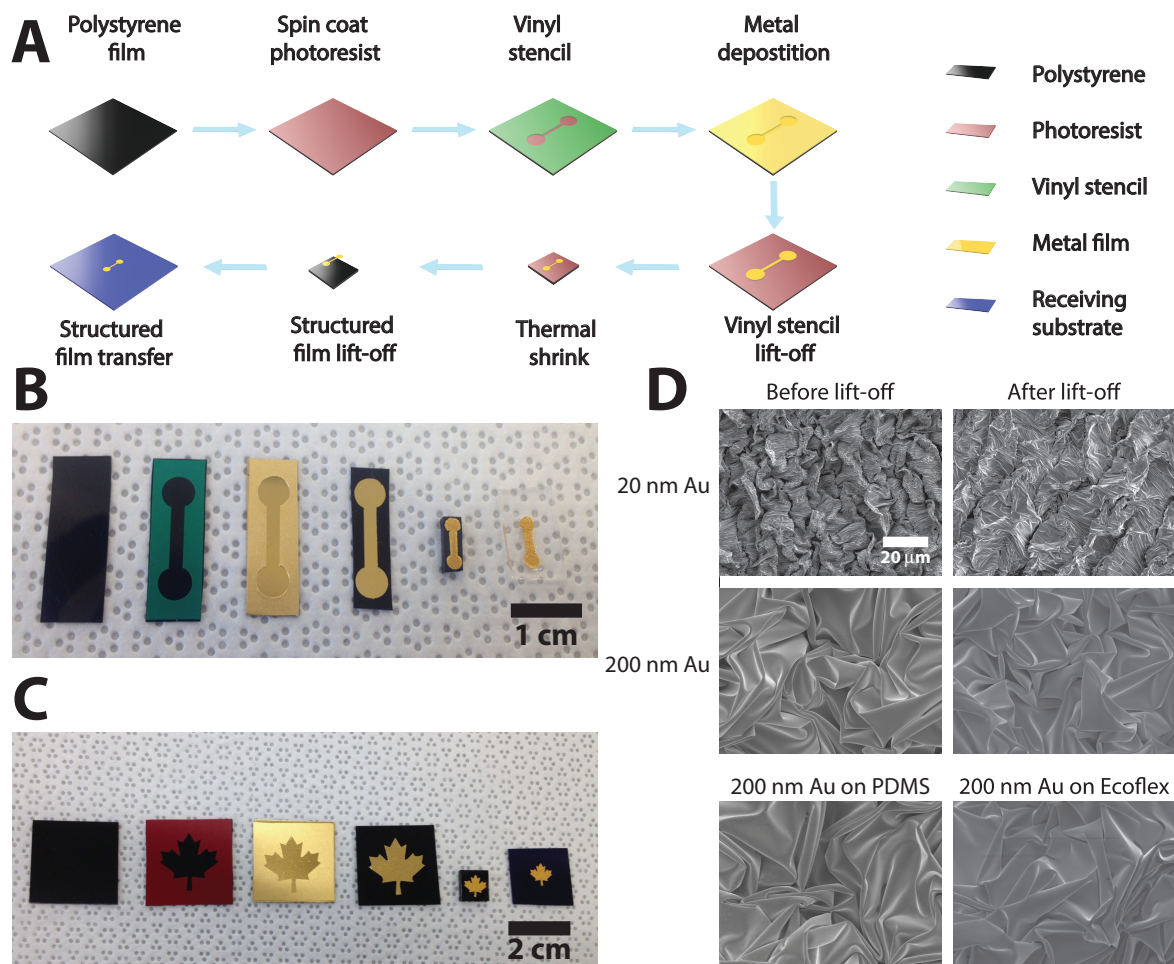 A
Polystyrene
film
Spin coat
photoresist
Vinyl
stencil
Metal
depostition
Polystyrene
Photoresist
Vinyl stencil
Metal film
Receiving
substrate
Structured
film transfer
Structured
film lift-off
Thermal
shrink
Vinyl stencil
lift-off
B
1 cm
C
2 cm
D
Before lift-off
After lift-off
20 nm Au
20 μm
200 nm Au
200 nm Au on PDMS
200 nm Au on Ecoflex